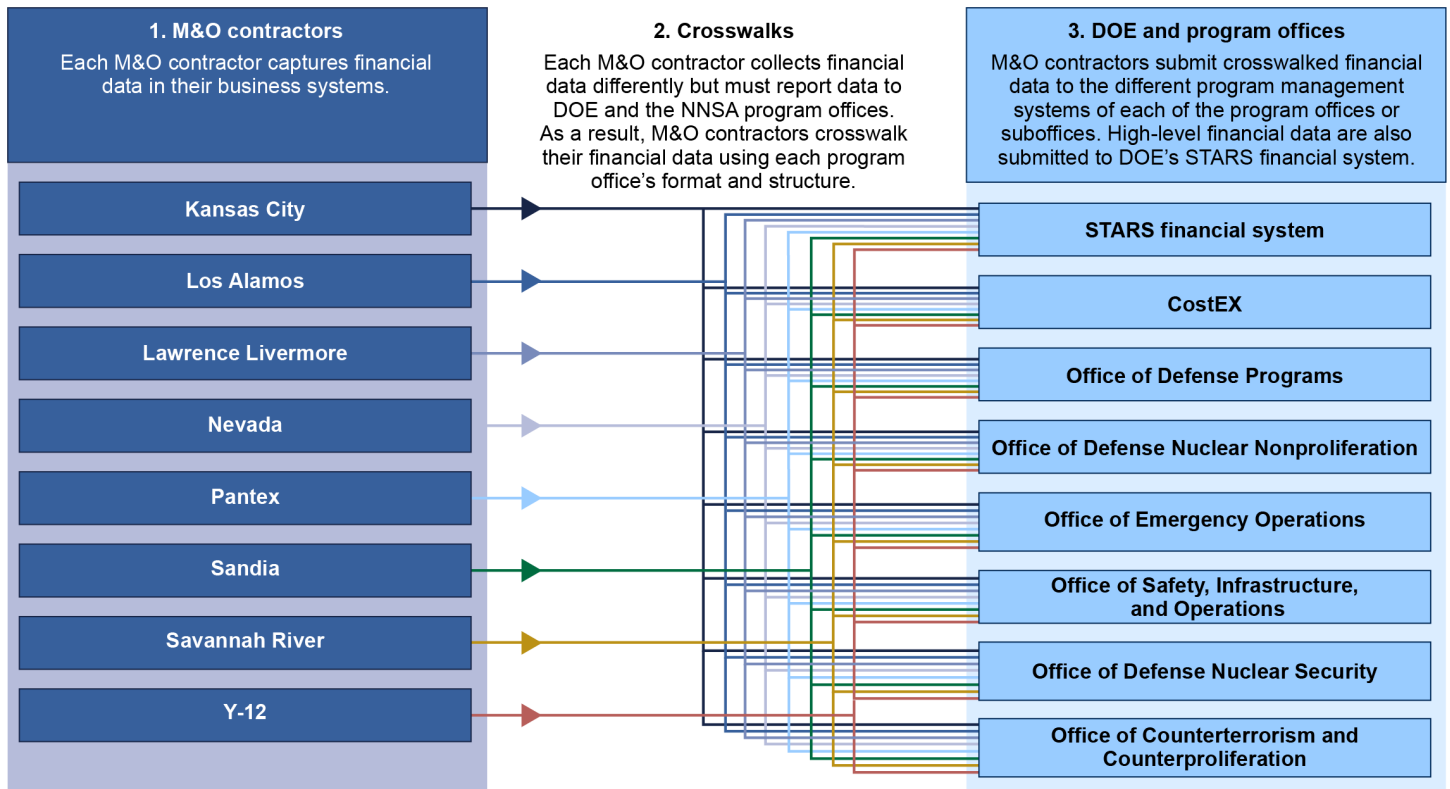 1. M&O contractors
Each M&O contractor captures financial
data in their business systems.
Kansas City
Los Alamos
Lawrence Livermore
Nevada
Pantex
Sandia
Savannah River
Y-12
2. Crosswalks
Each M&O contractor collects financial
data differently but must report data to
DOE and the NNSA program offices.
As a result, M&O contractors crosswalk
their financial data using each program
office’s format and structure.
3. DOE and program offices
M&O contractors submit crosswalked financial
data to the different program management
systems of each of the program offices or
suboffices. High-level financial data are also
submitted to DOE’s STARS financial system.
STARS financial system
CostEX
Office of Defense Programs
Office of Defense Nuclear Nonproliferation
Office of Emergency Operations
Office of Safety, Infrastructure,
and Operations
Office of Defense Nuclear Security
Office of Counterterrorism and
Counterproliferation